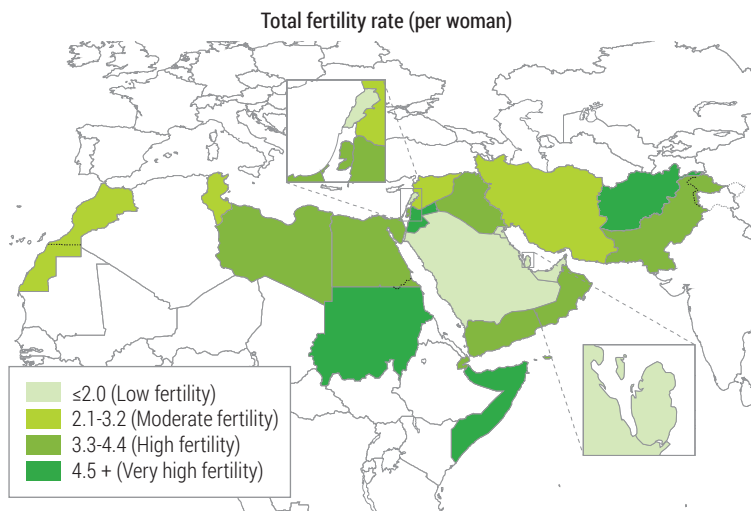 Total fertility rate (per woman)
≤2.0 (Low fertility)
2.1-3.2 (Moderate fertility)
3.3-4.4 (High fertility)
4.5 + (Very high fertility)